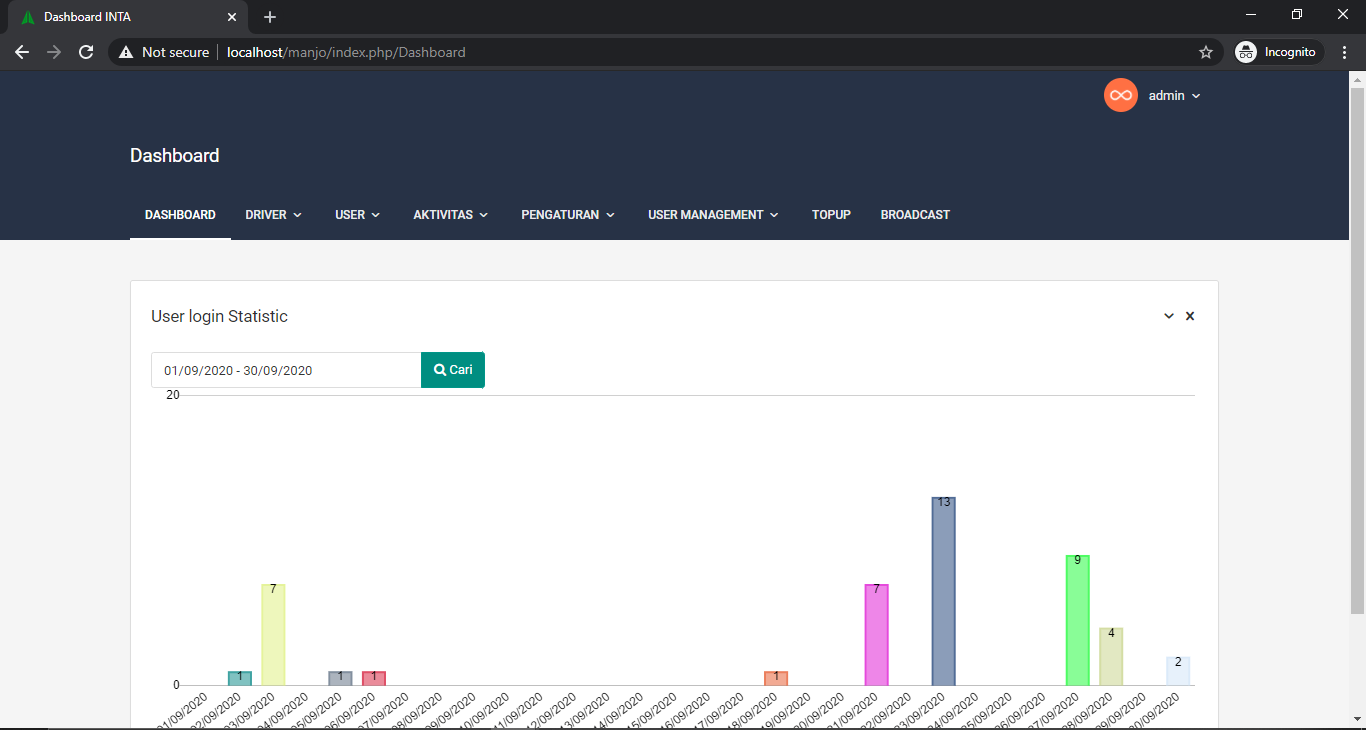 Dashboard INTA
Not secure localhost/manjo/index.php/Dashboard Incognito
admin
Dashboard
DASHBOARD DRIVER USER AKTIVITAS PENGATURAN USER MANAGEMENT TOPUP BROADCAST
User login Statistic
01/09/2020 - 30/09/2020 Cari
20
13
9
7 7
4
2
1 1 1 1
0
01/09/2020 02/09/2020 03/09/2020 04/09/2020 05/09/2020 06/09/2020 07/09/2020 08/09/2020 09/09/2020 10/09/2020 11/09/2020 12/09/2020 13/09/2020 14/09/2020 15/09/2020 16/09/2020 17/09/2020 18/09/2020 19/09/2020 20/09/2020 21/09/2020 22/09/2020 23/09/2020 24/09/2020 25/09/2020 26/09/2020 27/09/2020 28/09/2020 29/09/2020 30/09/2020